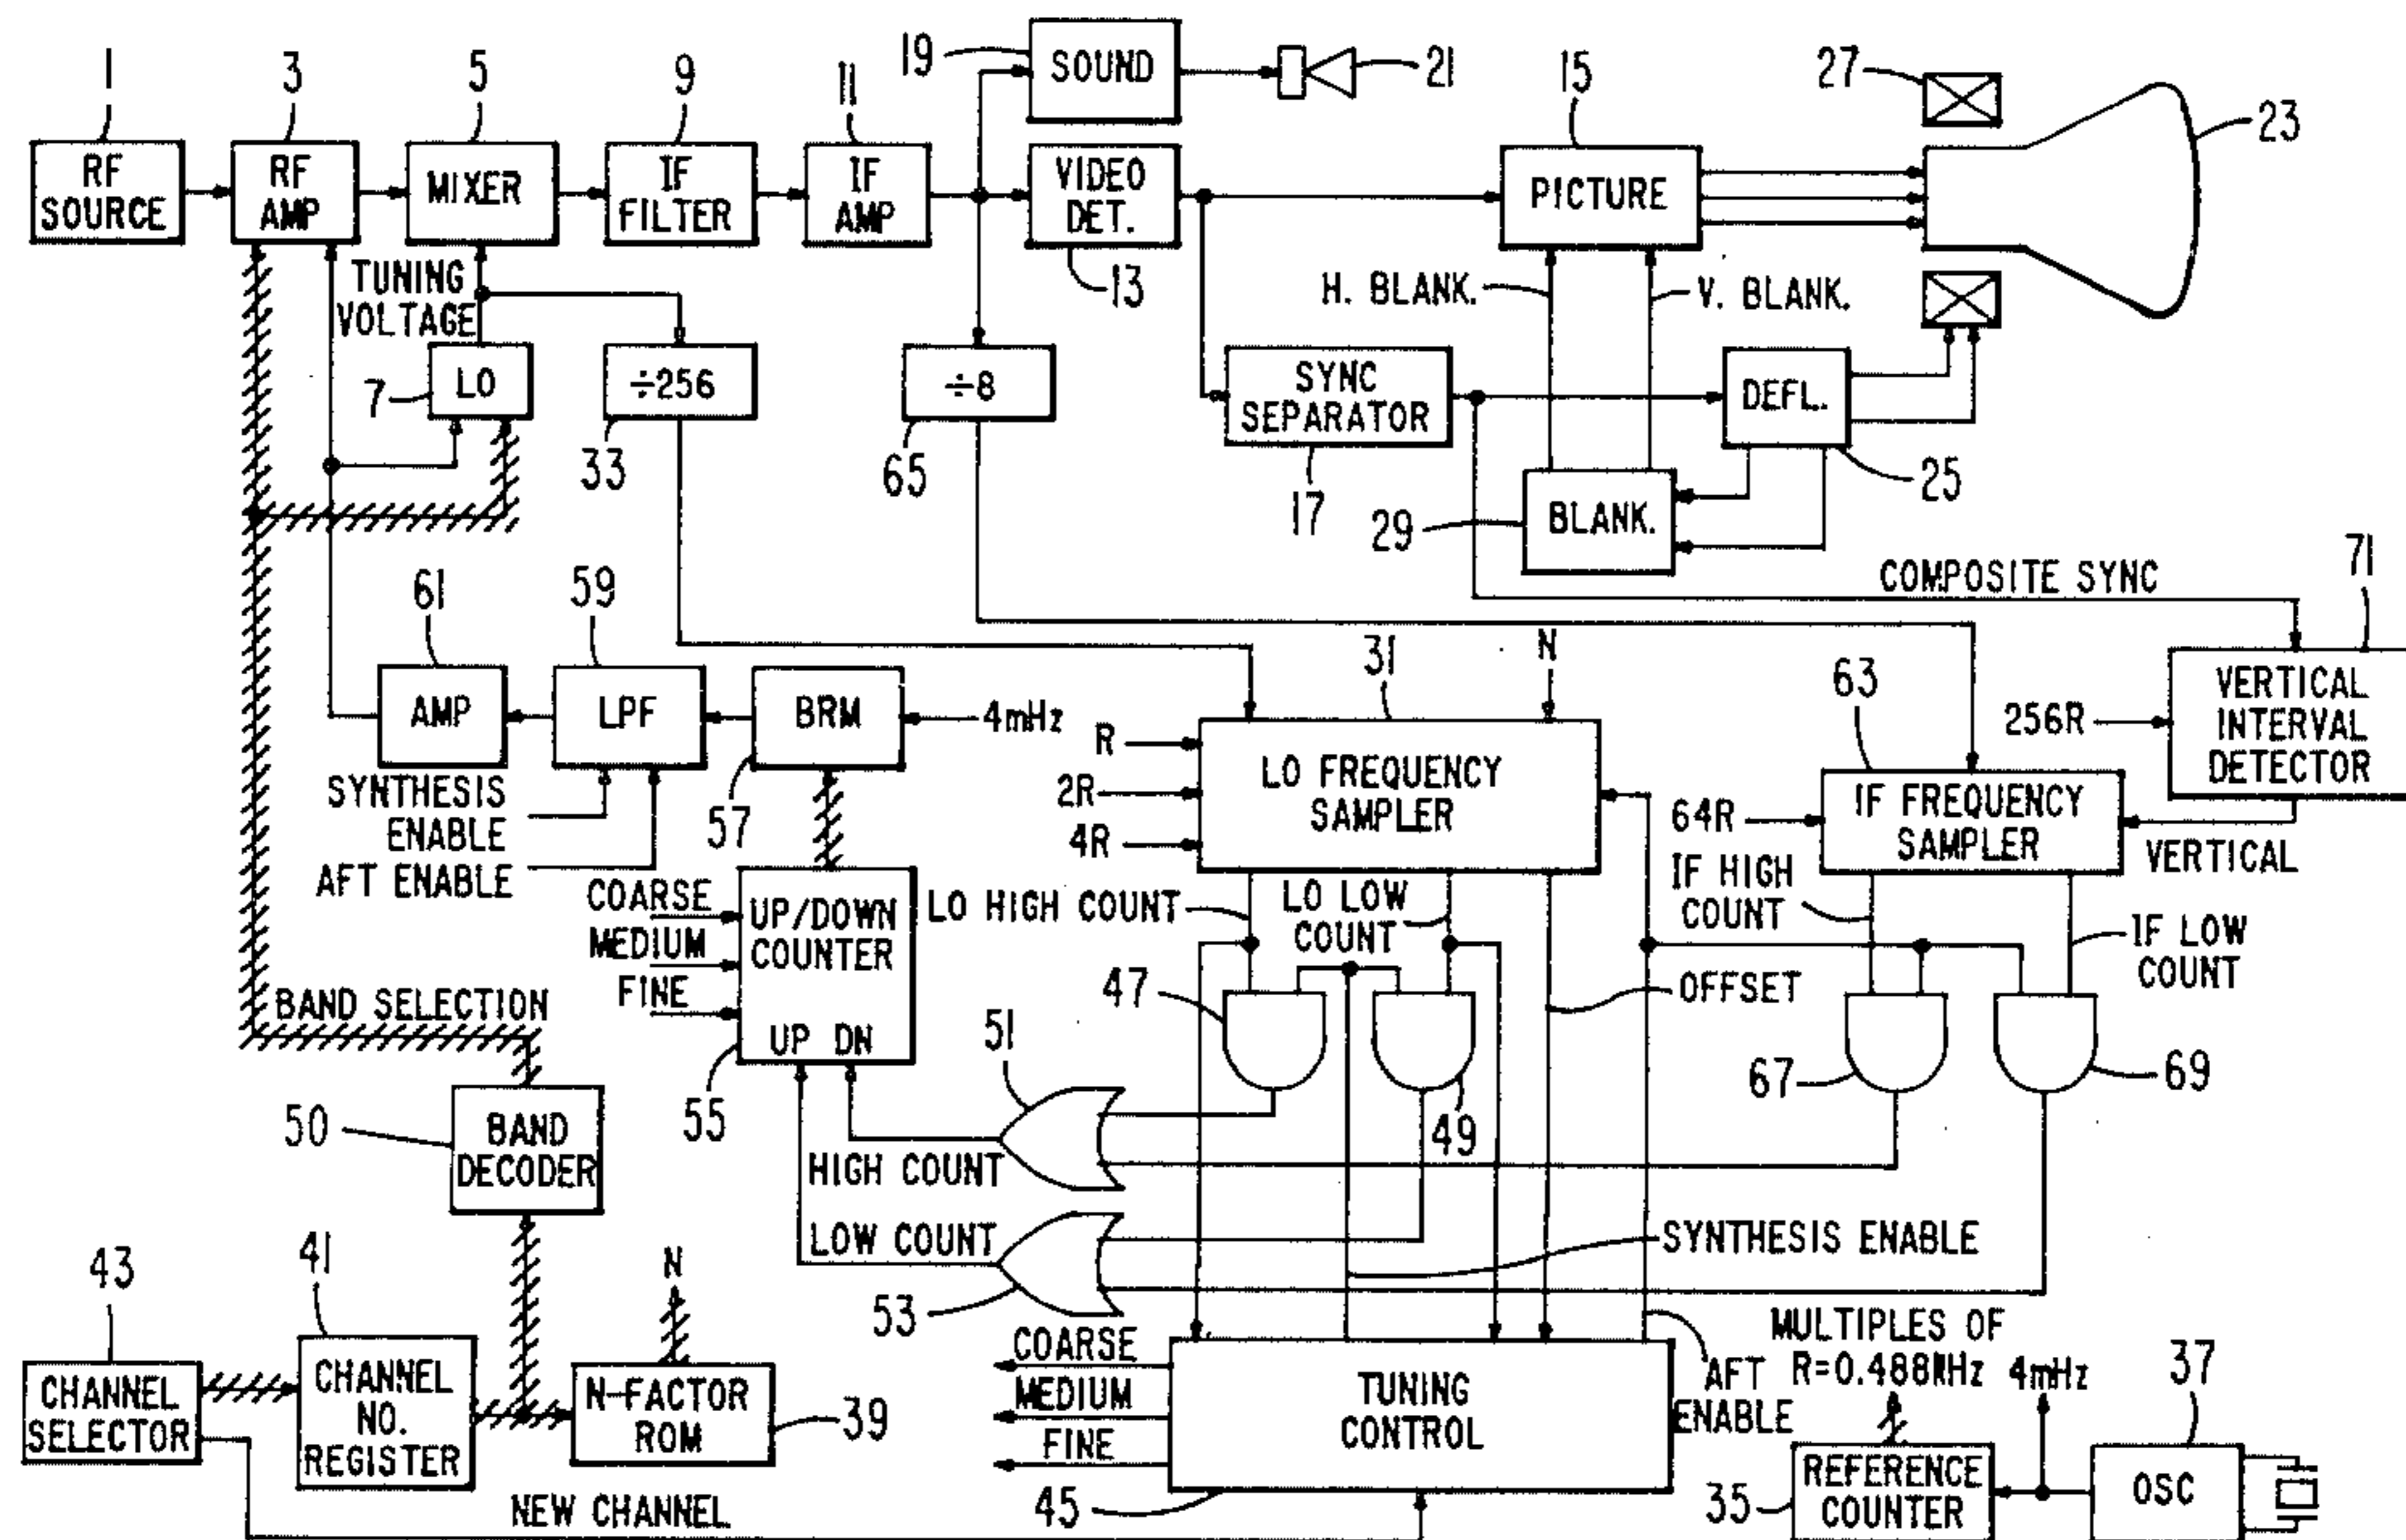 1
3
5
9
11
19
SOUND
21
15
27
23
RF
SOURCE
RF
AMP
MIXER
IF
FILTER
IF
AMP
VIDEO
DET.
13
PICTURE
TUNING
VOLTAGE
H. BLANK.
V. BLANK.
7
LO
÷256
33
÷8
65
SYNC
SEPARATOR
17
DEFL.
25
29
BLANK.
COMPOSITE SYNC
71
61
59
AMP
LPF
BRM
57
4mHz
SYNTHESIS
ENABLE
AFT ENABLE
N
31
R
2R
4R
LO FREQUENCY
SAMPLER
63
256R
VERTICAL
INTERVAL
DETECTOR
64R
IF FREQUENCY
SAMPLER
VERTICAL
COARSE
MEDIUM
FINE
UP/DOWN
COUNTER
UP DN
55
LO HIGH COUNT
LO LOW
COUNT
IF HIGH
COUNT
IF LOW
COUNT
OFFSET
47
49
67
69
51
BAND SELECTION
50
BAND
DECODER
HIGH COUNT
LOW COUNT
53
SYNTHESIS ENABLE
43
41
N
CHANNEL
SELECTOR
CHANNEL
NO.
REGISTER
N-FACTOR
ROM
39
COARSE
MEDIUM
FINE
TUNING
CONTROL
45
AFT
ENABLE
MULTIPLES OF
R=0.488KHz
4mHz
37
35
REFERENCE
COUNTER
OSC
NEW CHANNEL